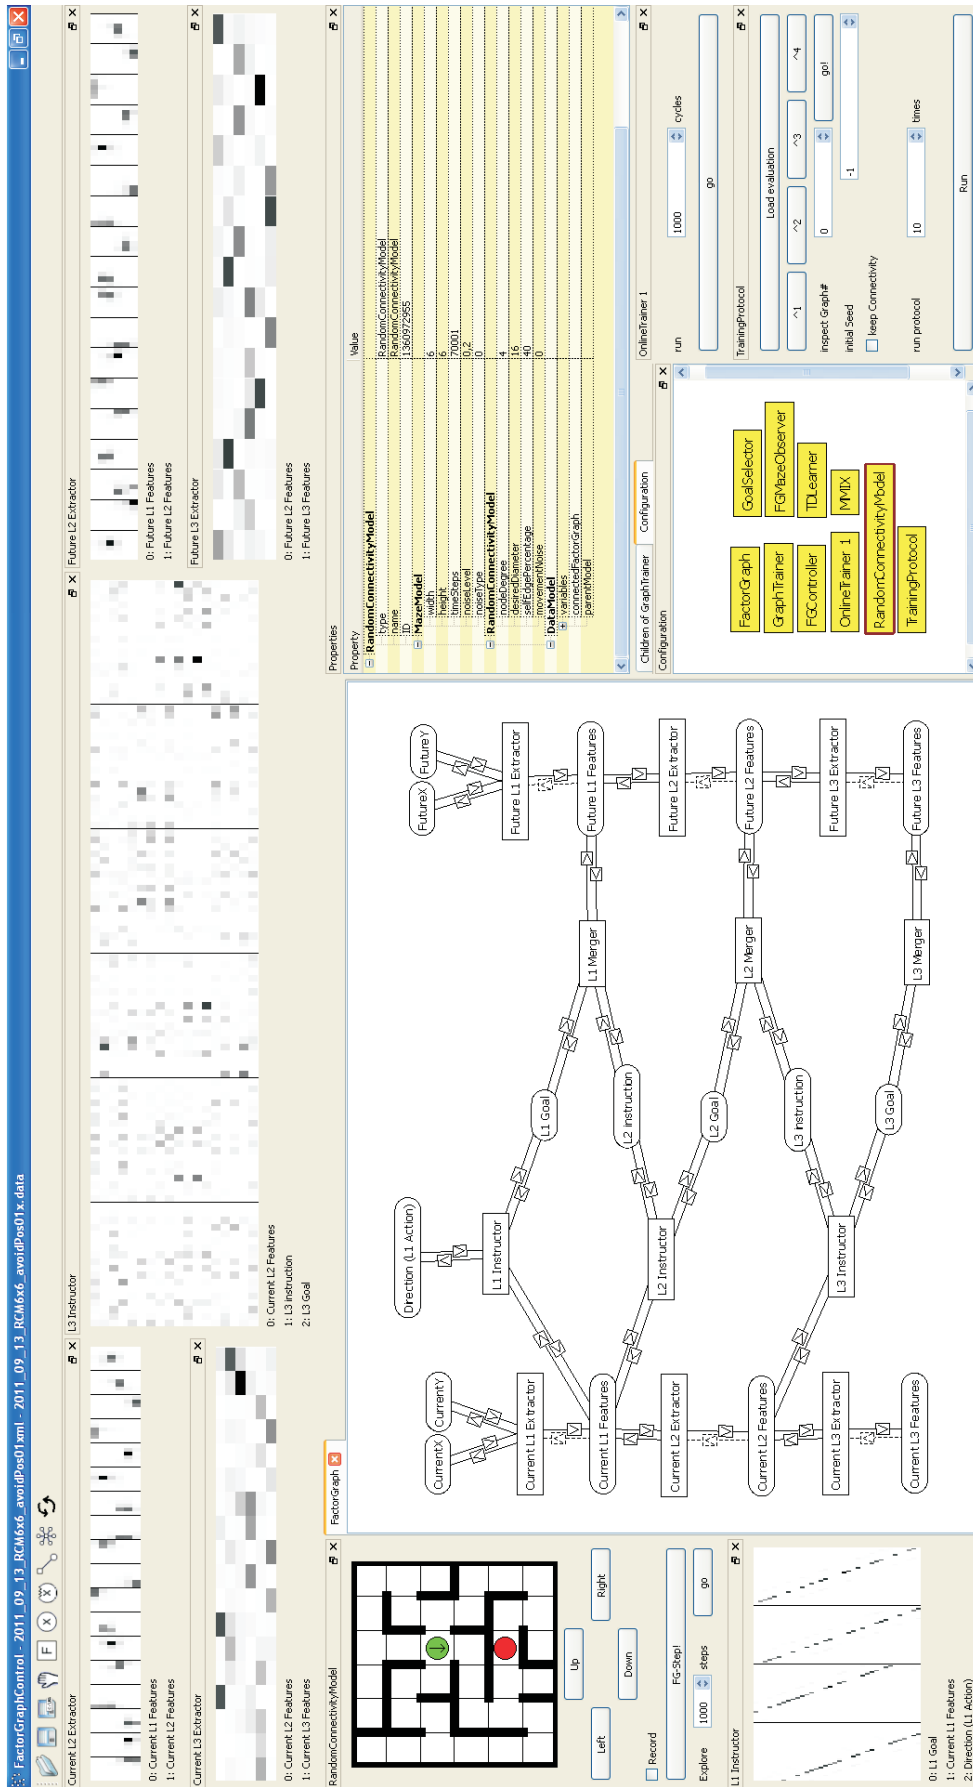 FactorGraphControl - 2011_09_13_RCM6x6_avoidPos01xml - 2011_09_13_RCM6x6_avoidPos01x.data
Current L2 Extractor
0: Current L1 Features
1: Current L2 Features
Current L3 Extractor
0: Current L2 Features
1: Current L3 Features
L3 Instructor
0: Current L2 Features
1: L3 instruction
2: L3 Goal
Future L2 Extractor
0: Future L1 Features
1: Future L2 Features
Future L3 Extractor
0: Future L2 Features
1: Future L3 Features
RandomConnectivityModel
Up
Left
Right
Down
Record
FG-Step!
Explore 1000 steps go
L1 Instructor
0: L1 Goal
1: Current L1 Features
2: Direction (L1 Action)
FactorGraph
CurrentX
CurrentY
Direction (L1 Action)
FutureX
FutureY
Current L1 Extractor
L1 Instructor
Future L1 Extractor
L1 Goal
Current L1 Features
L1 Merger
Future L1 Features
L2 instruction
Current L2 Extractor
L2 Instructor
Future L2 Extractor
L2 Goal
Current L2 Features
L2 Merger
Future L2 Features
L3 instruction
Current L3 Extractor
L3 Instructor
Future L3 Extractor
L3 Goal
Current L3 Features
L3 Merger
Future L3 Features
Properties
Property Value
RandomConnectivityModel
type RandomConnectivityModel
name RandomConnectivityModel
ID 1360972955
MazeModel
width 6
height 6
timeSteps 70001
noiseLevel 0,2
noiseType 0
RandomConnectivityModel
nodeDegree 4
desiredDiameter 16
selfEdgePercentage 40
movementNoise 0
DataModel
variables
connectedFactorGraph
parentModel
Children of GraphTrainer Configuration
Configuration
FactorGraph
GoalSelector
GraphTrainer
FGMazeObserver
FGController
TDLearner
OnlineTrainer 1
MMIX
RandomConnectivityModel
TrainingProtocol
OnlineTrainer 1
run 1000 cycles
go
TrainingProtocol
Load evaluation
^1 ^2 ^3 ^4
inspect Graph# 0 go!
initial Seed -1
keep Connectivity
run protocol 10 times
Run